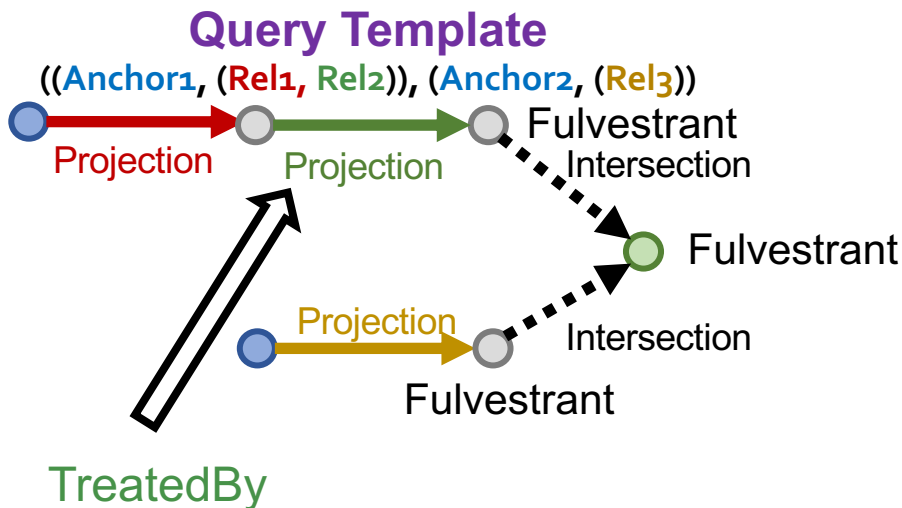 Query Template
((Anchor1, (Rel1, Rel2)), (Anchor2, (Rel3))
Fulvestrant
Projection
Projection
Intersection
Fulvestrant
Projection
Intersection
Fulvestrant
TreatedBy